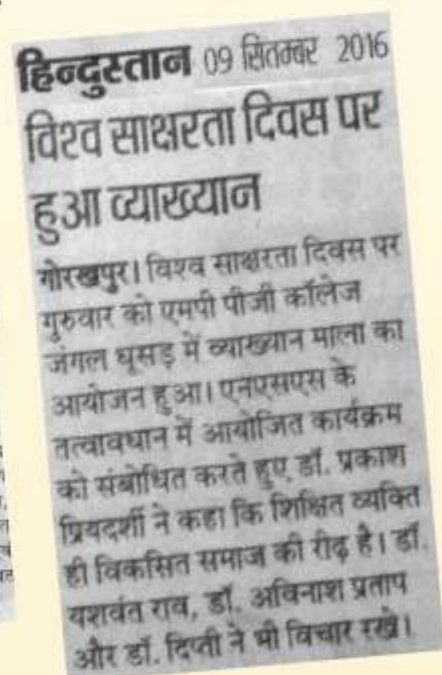 हिन्दुस्तान 09 सितम्बर 2016
विश्व साक्षरता दिवस पर
हुआ व्याख्यान
गोरखपुर। विश्व साक्षरता दिवस पर
गुरुवार को एमपी पीजी कॉलेज
जंगल धूसड़ में व्याख्यान माला का
आयोजन हुआ। एनएसएस के
तत्वावधान में आयोजित कार्यक्रम
को संबोधित करते हुए डॉ. प्रकाश
प्रियदर्शी ने कहा कि शिक्षित व्यक्ति
ही विकसित समाज की रीढ़ है। डॉ.
यशवंत राव, डॉ. अविनाश प्रताप
और डॉ. दिप्ती ने भी विचार रखे।